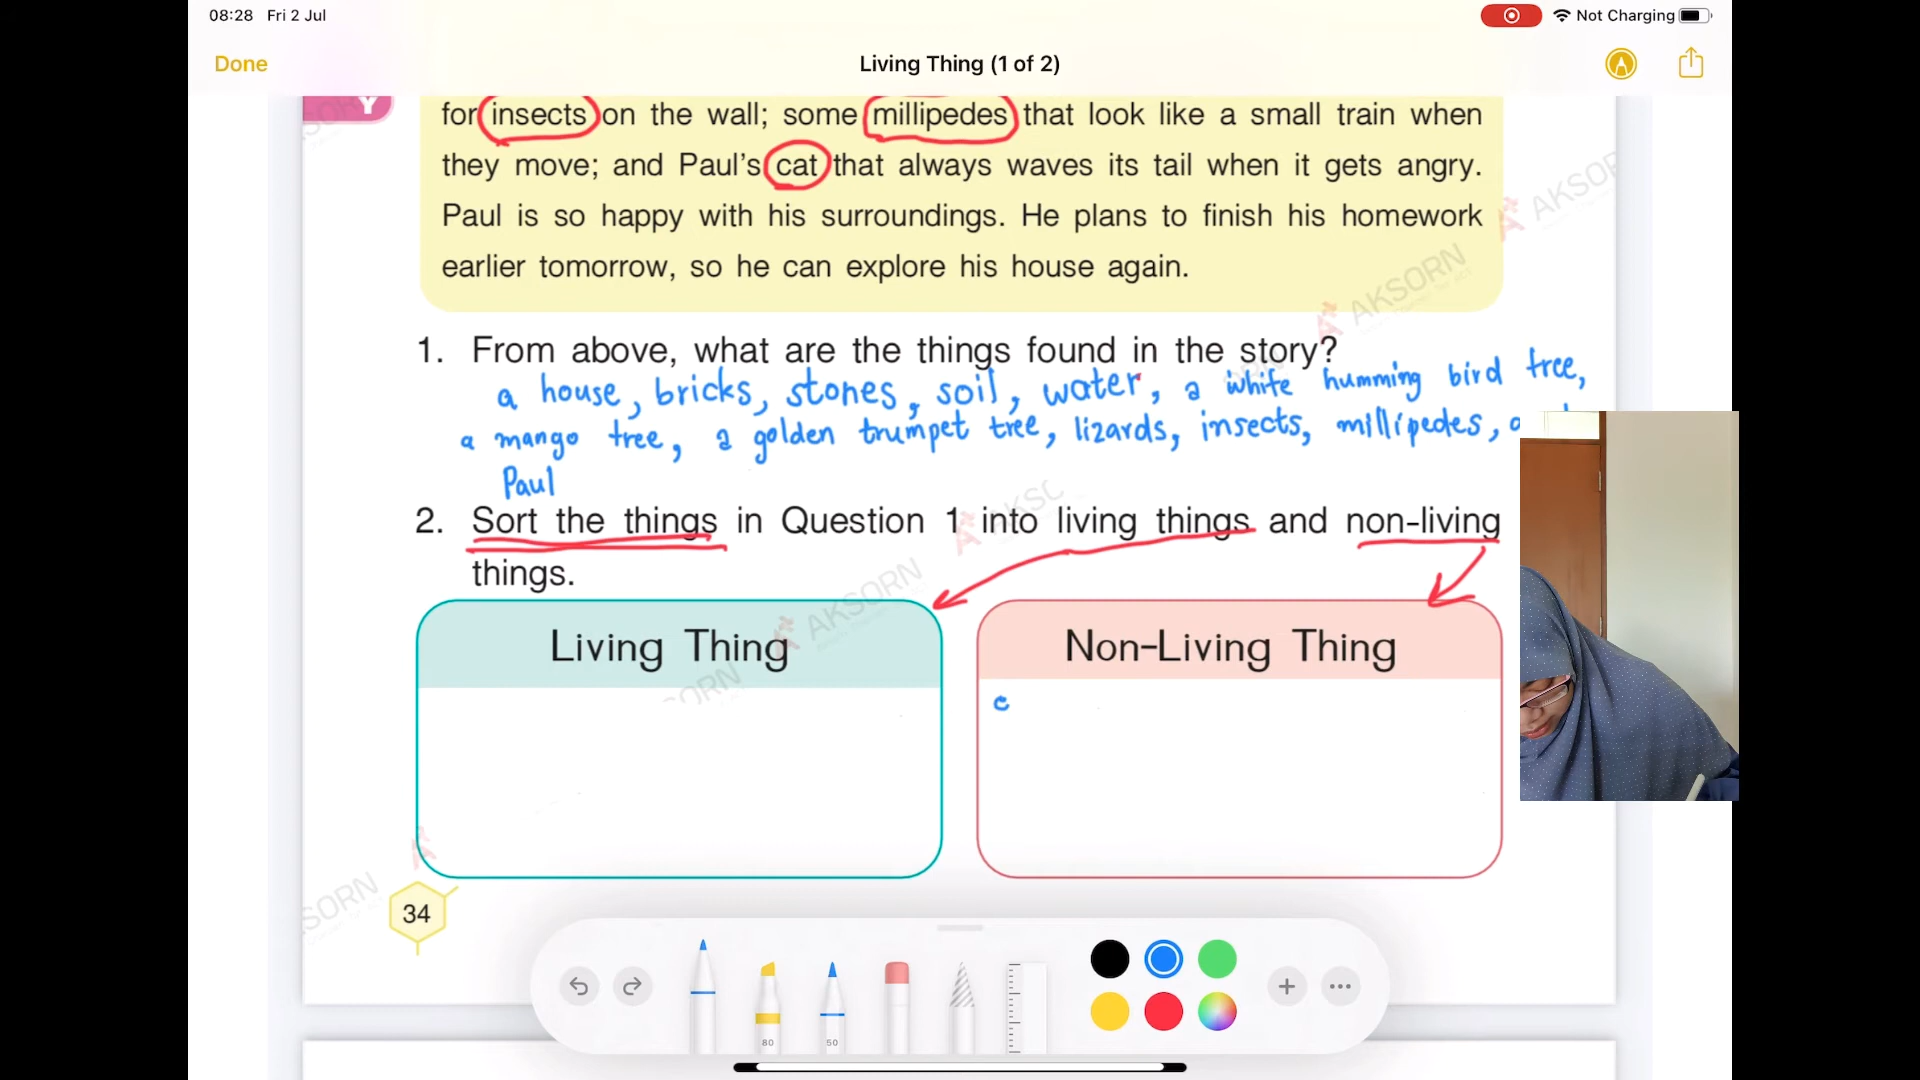 08:28 Fri 2 Jul
Not Charging
Done
Living Thing (1 of 2)
Y
for insects on the wall; some millipedes that look like a small train when
they move; and Paul's cat that always waves its tail when it gets angry.
Paul is so happy with his surroundings. He plans to finish his homework
earlier tomorrow, so he can explore his house again.
AKSORN
AKSORN
1. From above, what are the things found in the story?
a house, bricks, stones, soil, water, a white humming bird tree,
a mango tree, a golden trumpet tree, lizards, insects, millipedes,
Paul
2. Sort the things in Question 1 into living things and non-living
things.
AKSORN
Living Thing
Non-Living Thing
34
80
50